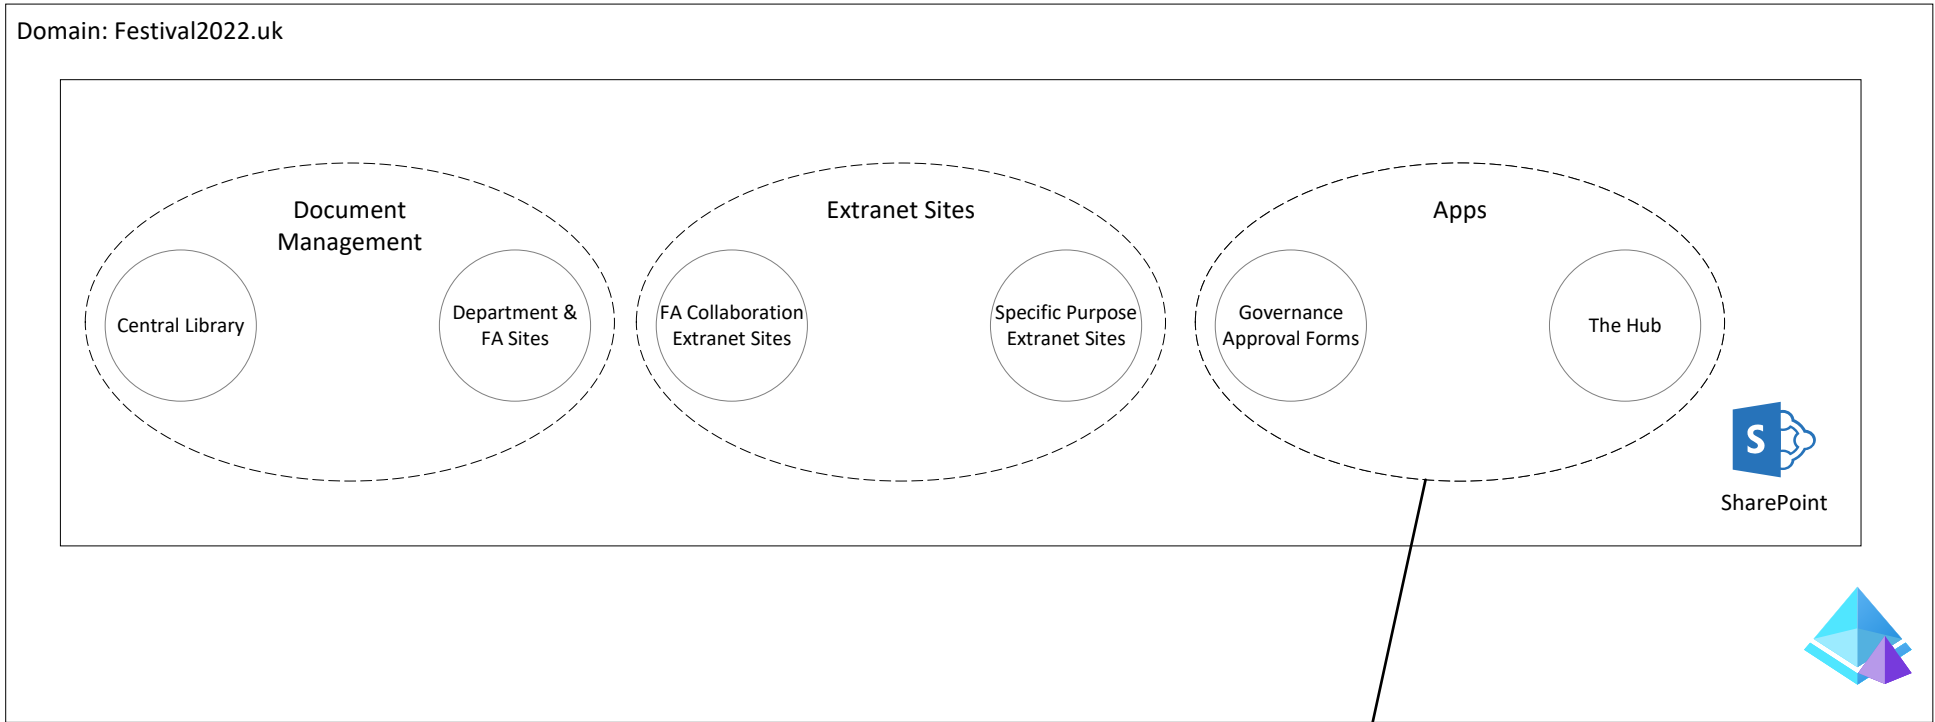 Domain: Festival2022.uk
Document
Management
Extranet Sites
Apps
Central Library
Department &
FA Sites
FA Collaboration
Extranet Sites
Specific Purpose
Extranet Sites
Governance
Approval Forms
The Hub
S
SharePoint